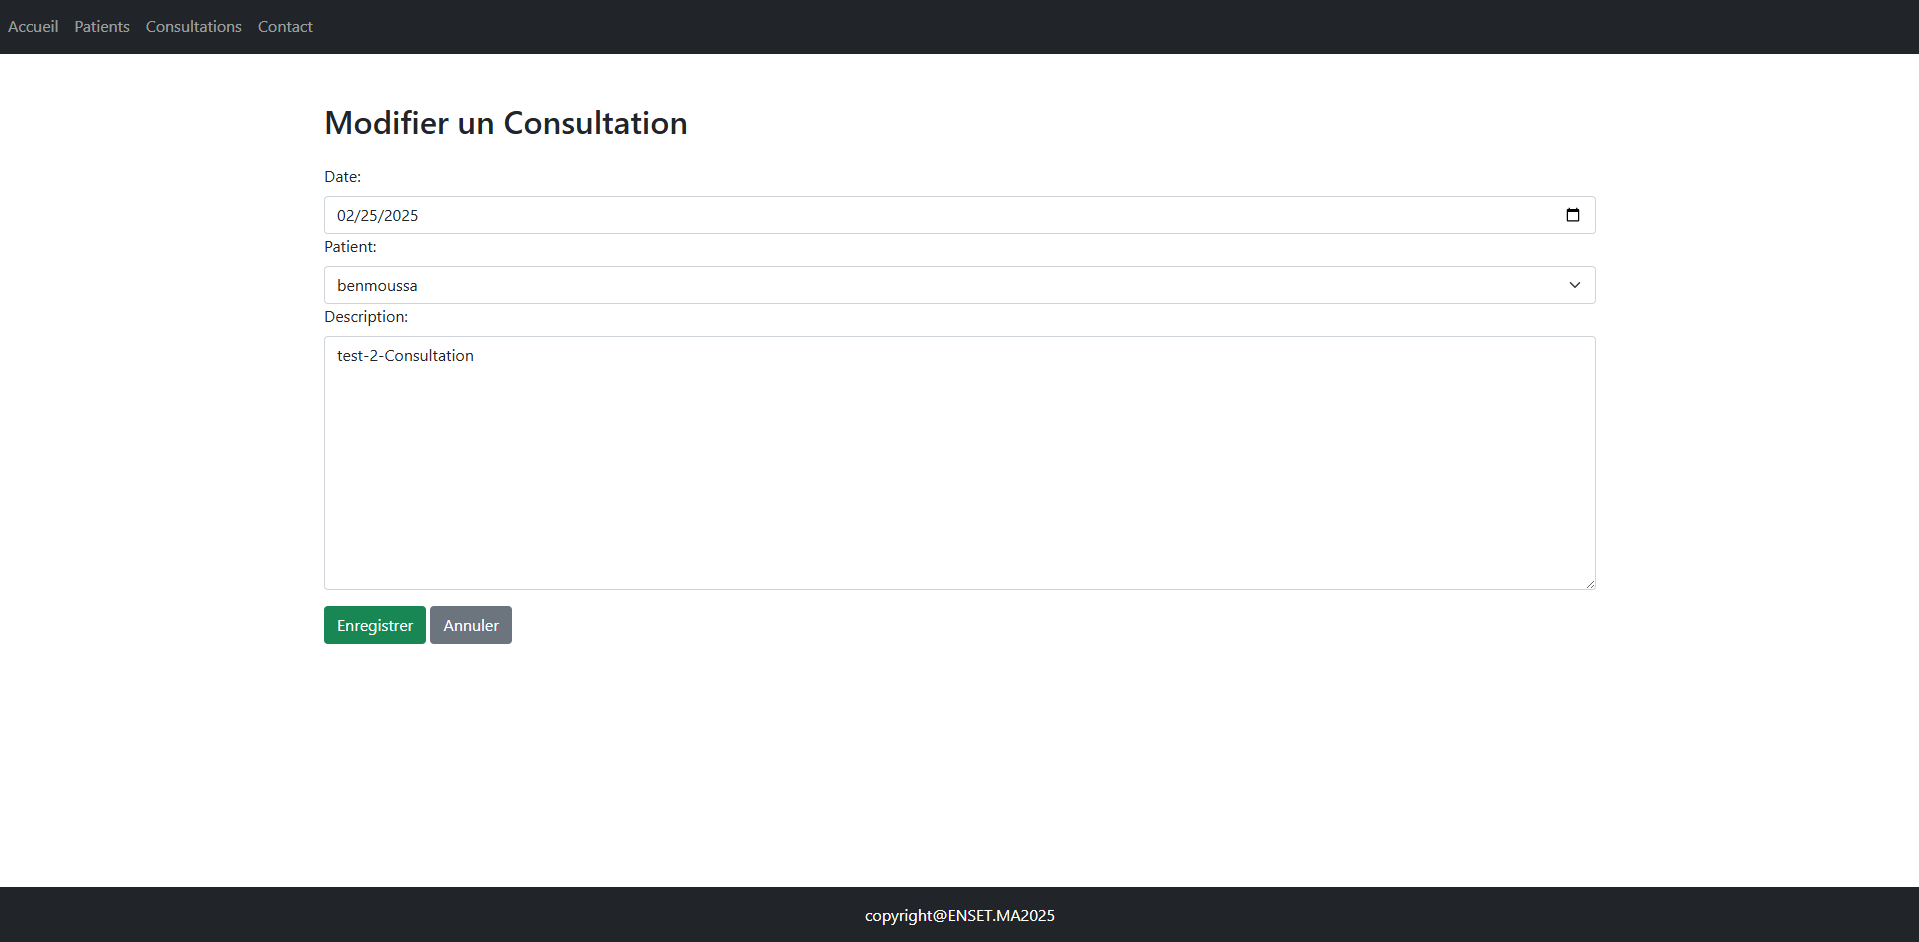 Accueil Patients Consultations Contact
Modifier un Consultation
Date:
02/25/2025
Patient:
benmoussa
Description:
test-2-Consultation
Enregistrer Annuler
copyright@ENSET.MA2025